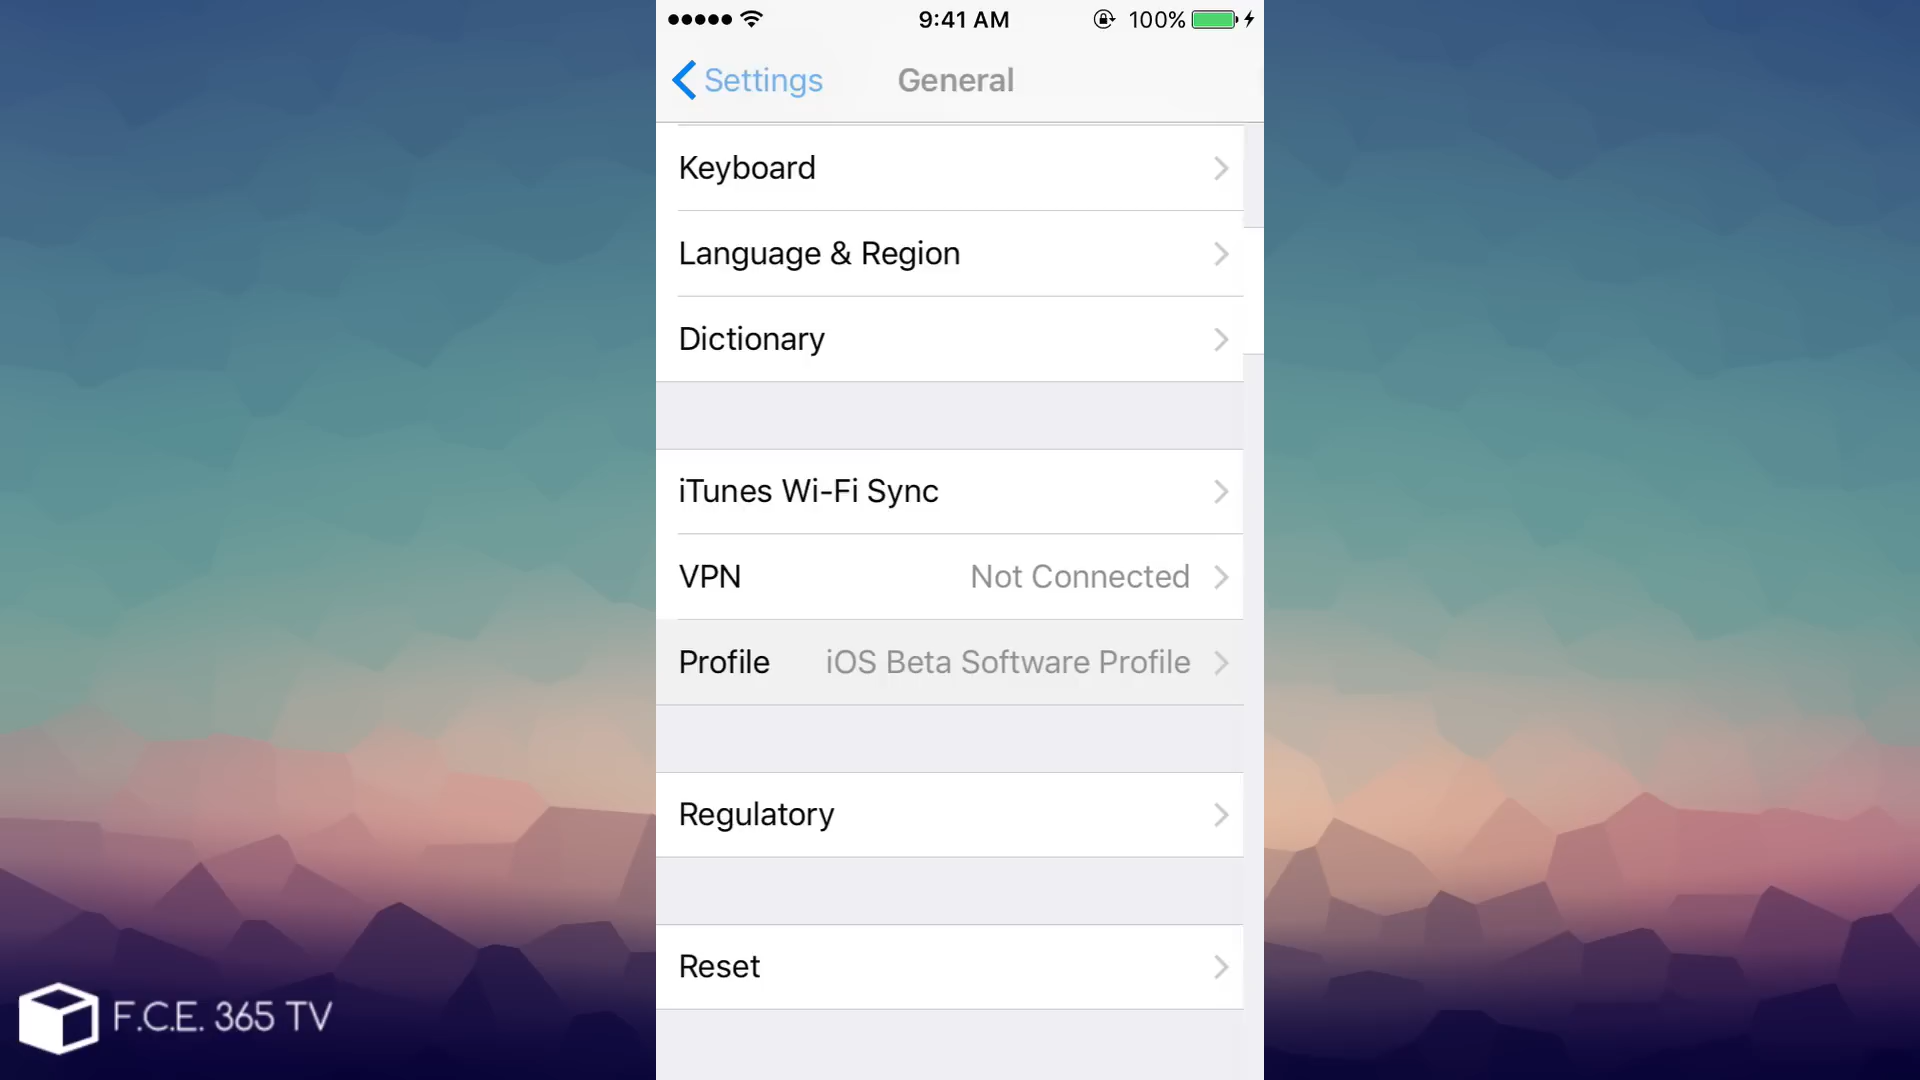 9:41 AM
100%
Settings
General
Keyboard
Language & Region
Dictionary
iTunes Wi-Fi Sync
VPN Not Connected
Profile iOS Beta Software Profile
Regulatory
Reset
F.C.E. 365 TV